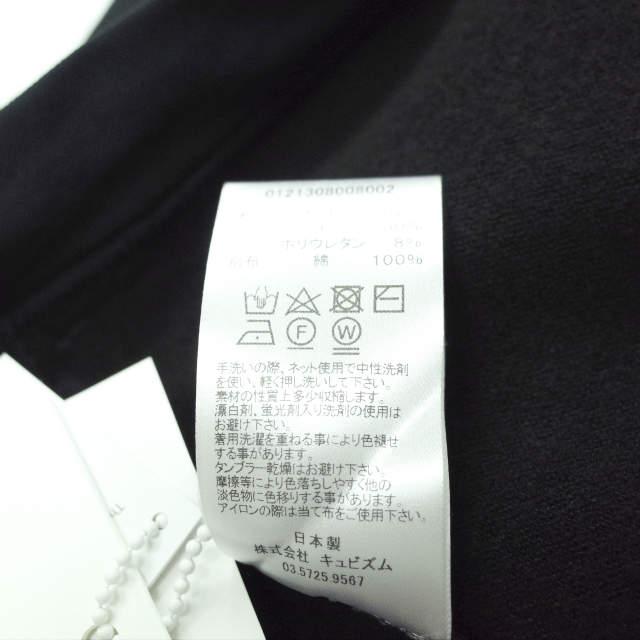 0121308008002
ポリウレタン 8%
別布 綿 100%
F
W
手洗いの際、ネット使用で中性洗剤
を使い、軽く押し洗いして下さい。
素材の性質上多少収縮します。
漂白剤、蛍光剤入り洗剤の使用は
お避け下さい。
着用洗濯を重ねる事により色褪せ
する事があります。
タンブラー乾燥はお避け下さい。
摩擦等により色落ちしやすく他の
淡色物に色移りする事があります。
アイロンの際は当て布をご使用下さい。
日本製
株式会社 キュビズム
03.5725.9567